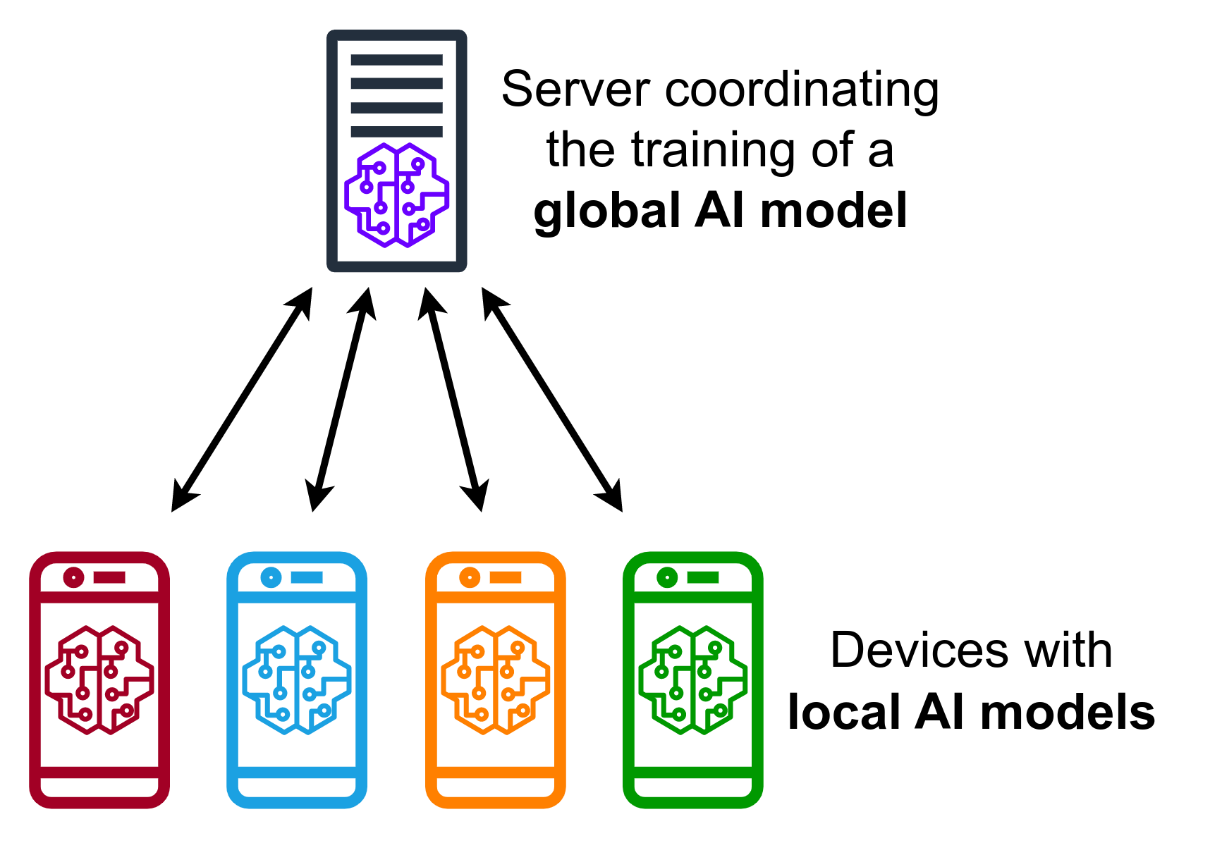 Server coordinating
the training of a
global AI model
Devices with
local AI models